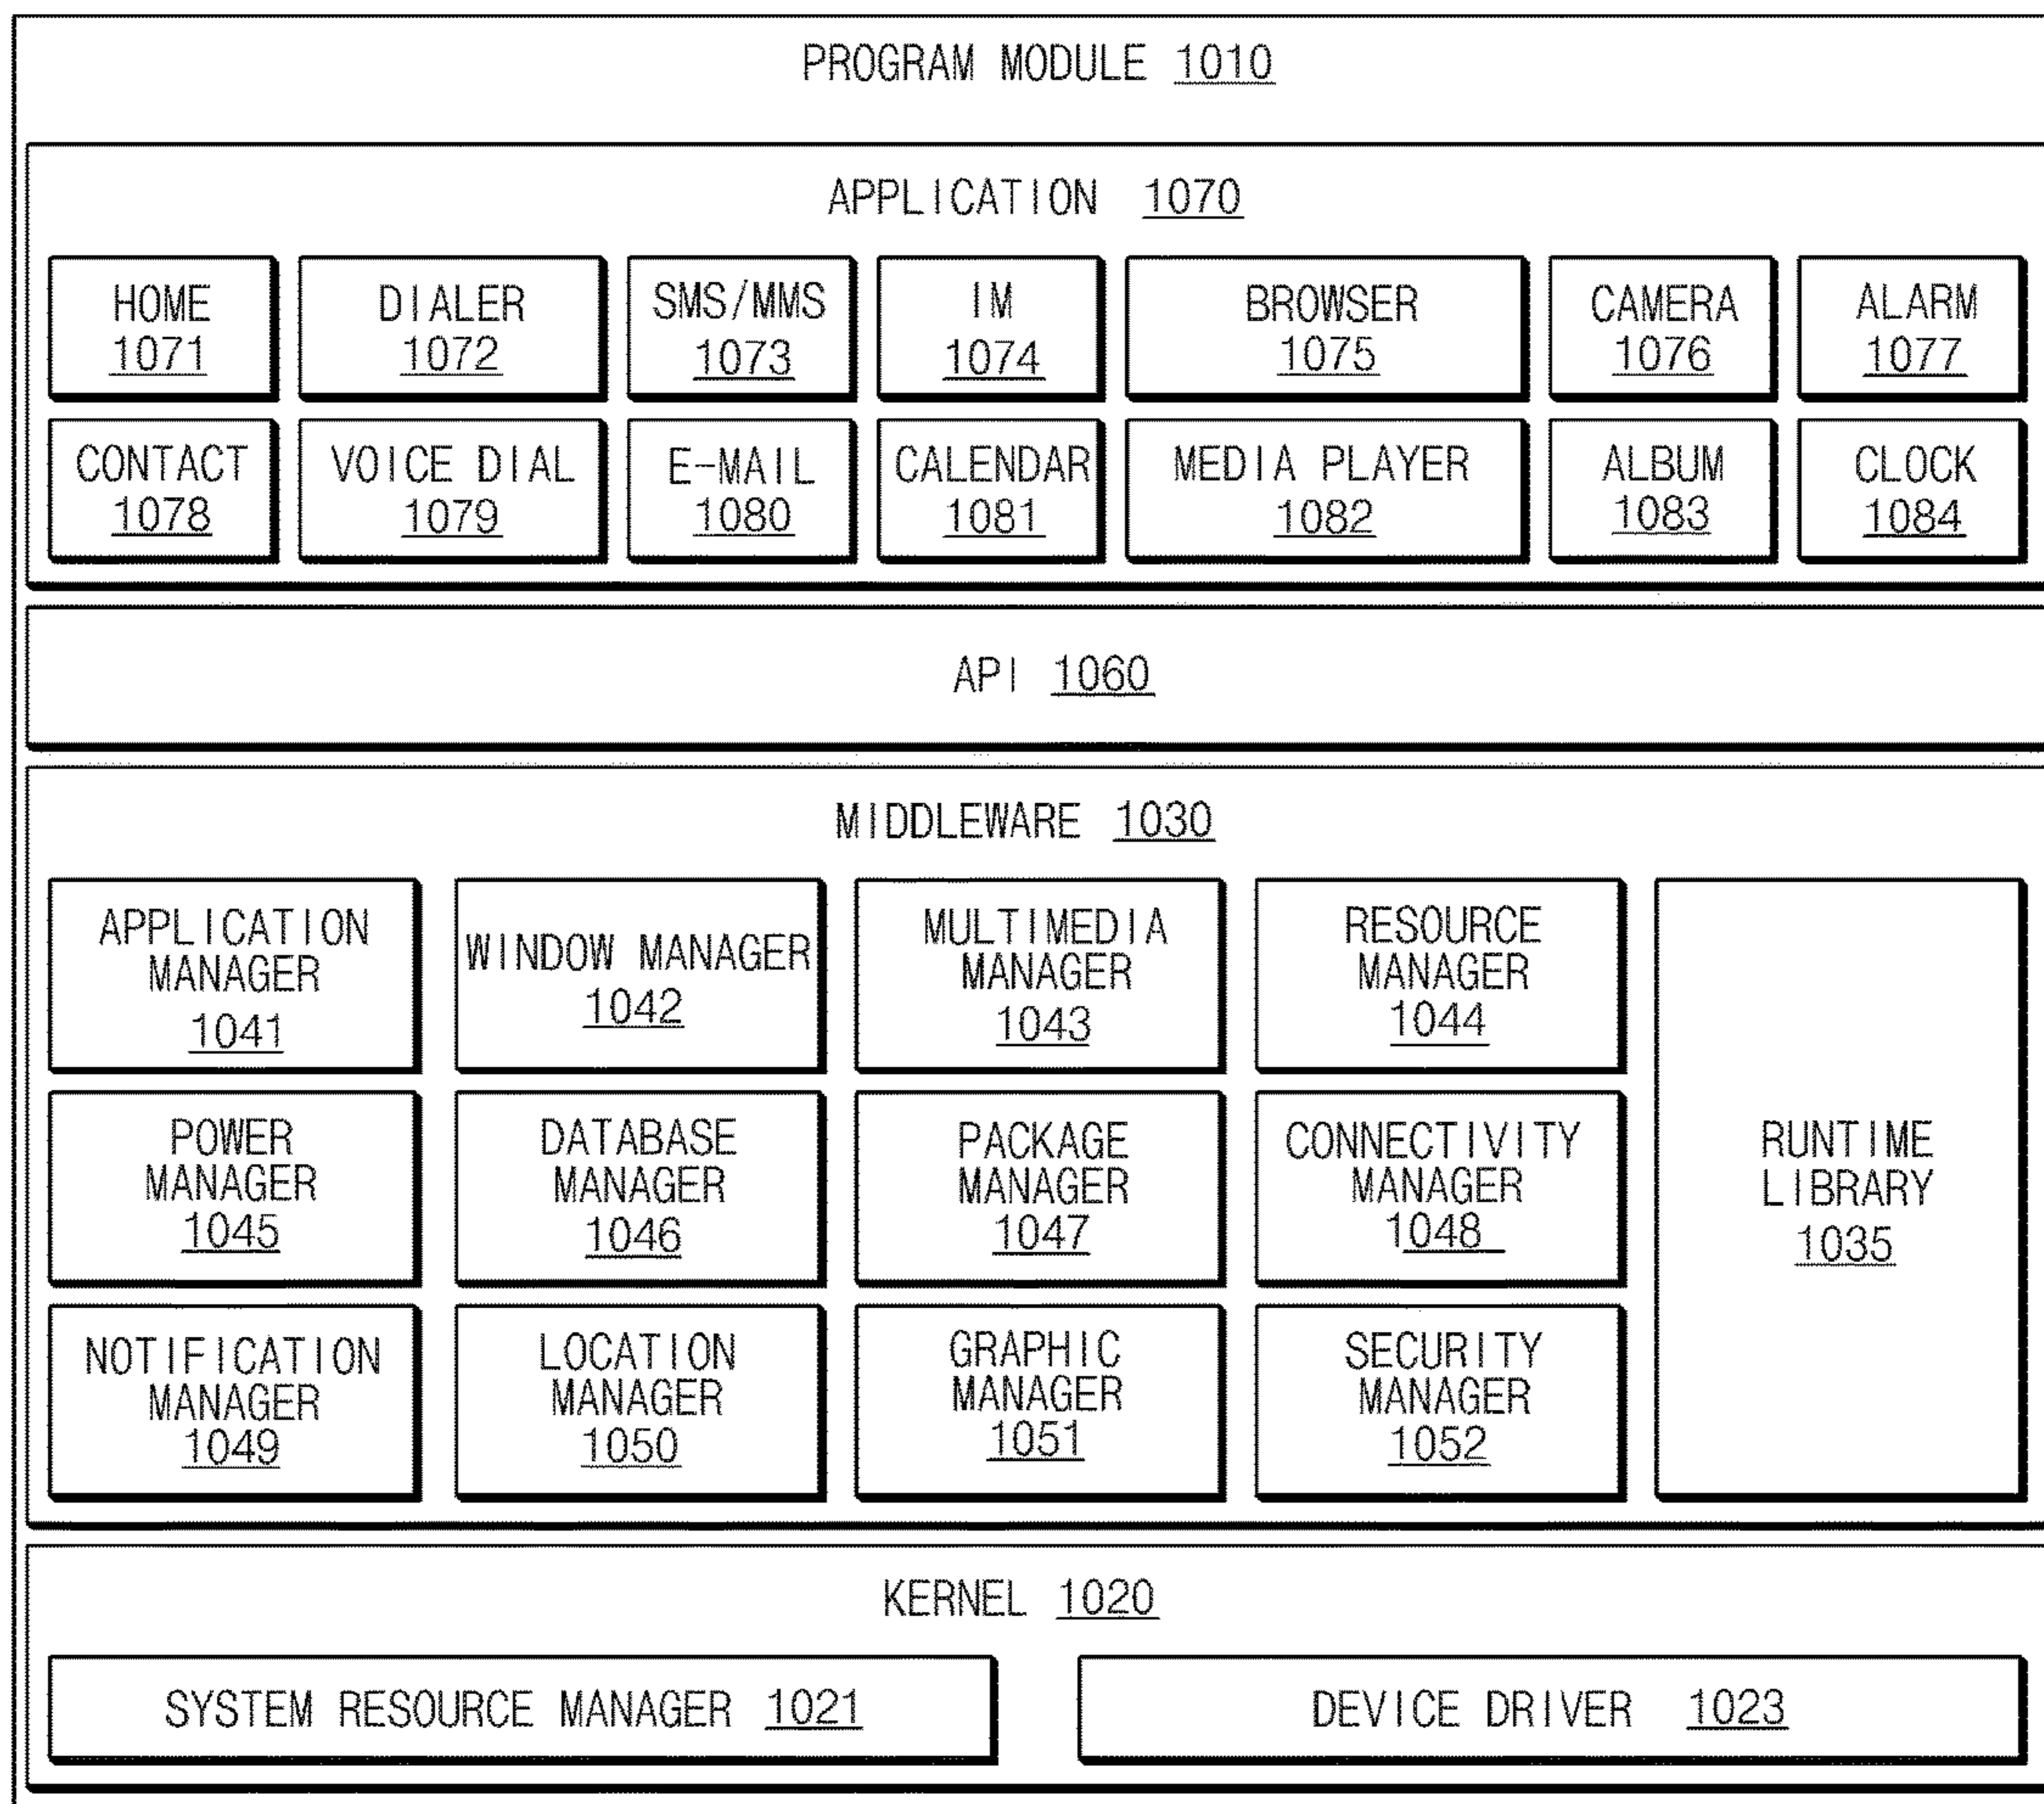 PROGRAM MODULE 1010
APPLICATION 1070
HOME
1071
DIALER
1072
SMS/MMS
1073
IM
1074
BROWSER
1075
CAMERA
1076
ALARM
1077
CONTACT
1078
VOICE DIAL
1079
E-MAIL
1080
CALENDAR
1081
MEDIA PLAYER
1082
ALBUM
1083
CLOCK
1084
API 1060
MIDDLEWARE 1030
APPLICATION
MANAGER
1041
WINDOW MANAGER
1042
MULTIMEDIA
MANAGER
1043
RESOURCE
MANAGER
1044
POWER
MANAGER
1045
DATABASE
MANAGER
1046
PACKAGE
MANAGER
1047
CONNECTIVITY
MANAGER
1048
RUNTIME
LIBRARY
1035
NOTIFICATION
MANAGER
1049
LOCATION
MANAGER
1050
GRAPHIC
MANAGER
1051
SECURITY
MANAGER
1052
KERNEL 1020
SYSTEM RESOURCE MANAGER 1021
DEVICE DRIVER 1023